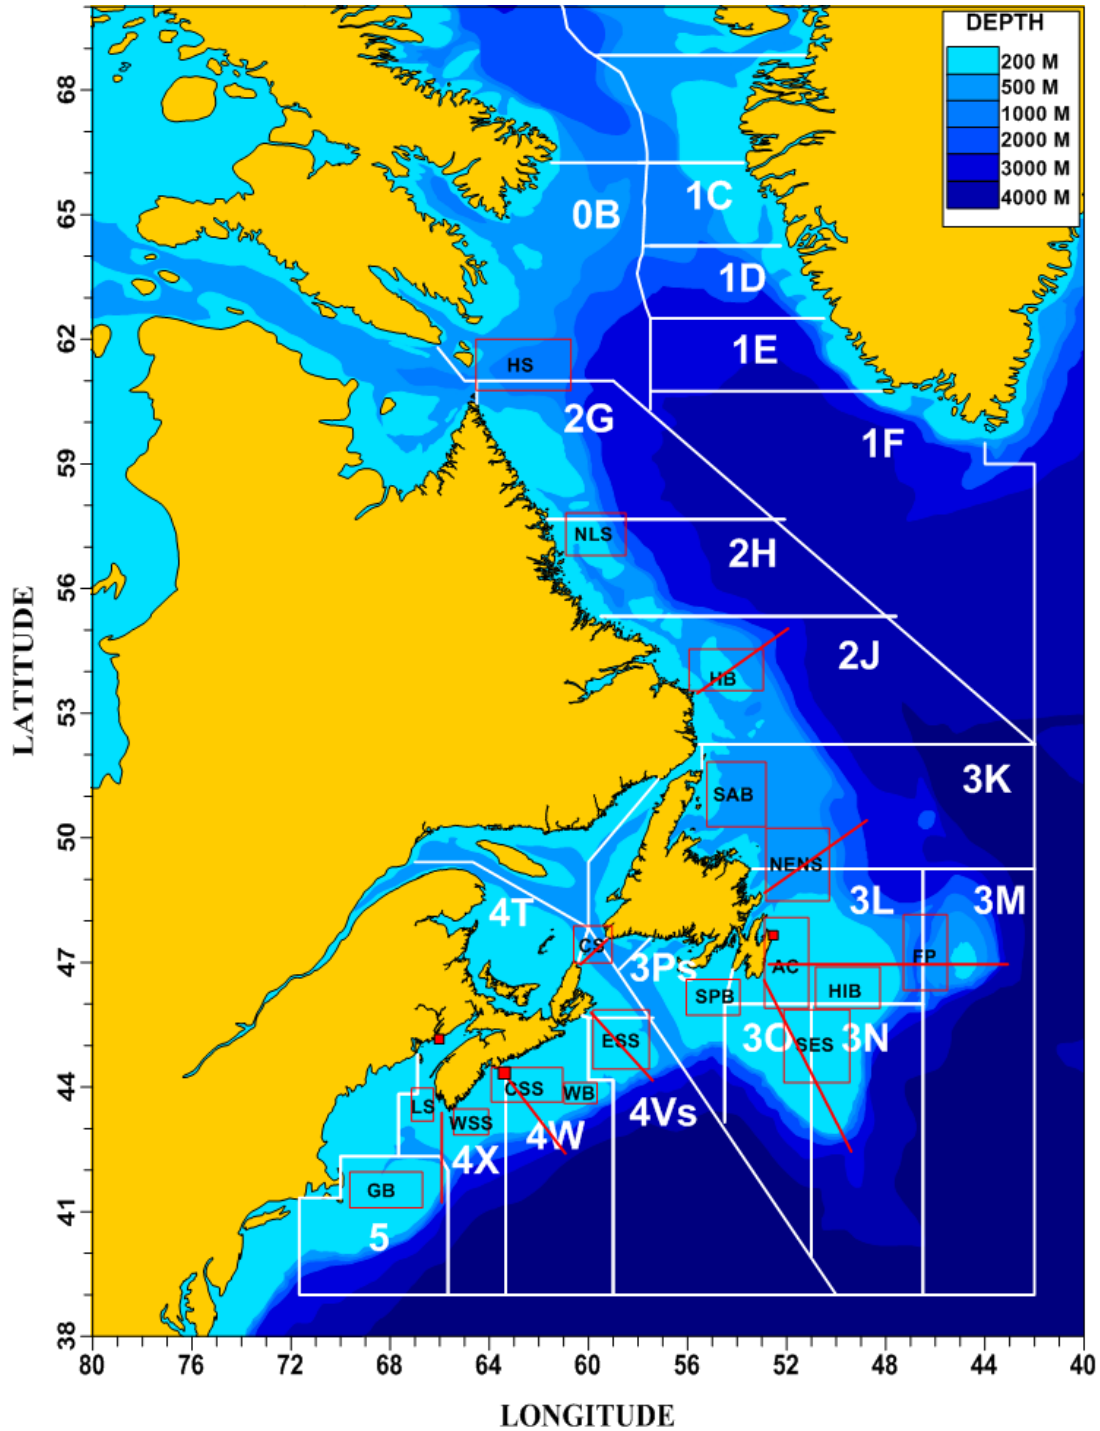 DEPTH
200 M
500 M
1000 M
2000 M
3000 M
4000 M
68
65
62
59
56
53
50
47
44
41
38
LATITUDE
0B
1C
1D
1E
HS
2G
1F
NLS
2H
2J
HB
3K
SAB
NENS
3L
3M
4T
CS
3Ps
AC
FP
SPB
HIB
3O
SES
3N
ESS
CSS
WB
LS
WSS
4W
4Vs
4X
GB
5
80
76
72
68
64
60
56
52
48
44
40
LONGITUDE